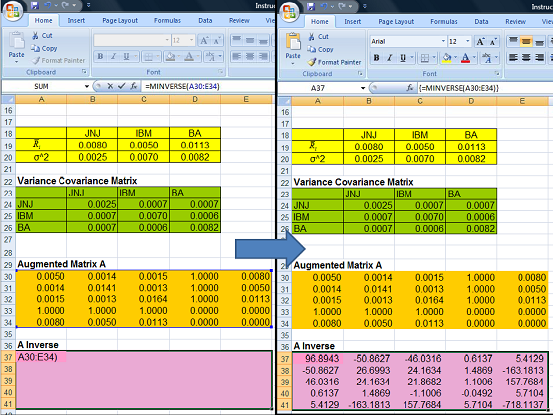 Instruc
Home Insert Page Layout Formulas
Cut
Copy
Format Painter
Paste
Clipboard
12
B I U
Font
SUM
=MINVERSE(A30:E34)
A B C D E
16
17
18 JNJ IBM BA
19 R̅i 0.0080 0.0050 0.0113
20 σ^2 0.0025 0.0070 0.0082
22 Variance Covariance Matrix
23 JNJ IBM BA
24 JNJ 0.0025 0.0007 0.0007
25 IBM 0.0007 0.0070 0.0006
26 BA 0.0007 0.0006 0.0082
27
28
29 Augmented Matrix A
30 0.0050 0.0014 0.0015 1.0000 0.0080
31 0.0014 0.0141 0.0013 1.0000 0.0050
32 0.0015 0.0013 0.0164 1.0000 0.0113
33 1.0000 1.0000 1.0000 0.0000 0.0000
34 0.0080 0.0050 0.0113 0.0000 0.0000
35
36 A Inverse
37 A30:E34)
38
39
40
41
Instruct
Home Insert Page Layout Formulas Data Review View
Cut
Copy
Format Painter
Paste
Clipboard
Arial 12
B I U
Font
A37
{=MINVERSE(A30:E34)}
A B C D E
16
17
18 JNJ IBM BA
19 R̅i 0.0080 0.0050 0.0113
20 σ^2 0.0025 0.0070 0.0082
22 Variance Covariance Matrix
23 JNJ IBM BA
24 JNJ 0.0025 0.0007 0.0007
25 IBM 0.0007 0.0070 0.0006
26 BA 0.0007 0.0006 0.0082
27
28
29 Augmented Matrix A
30 0.0050 0.0014 0.0015 1.0000 0.0080
31 0.0014 0.0141 0.0013 1.0000 0.0050
32 0.0015 0.0013 0.0164 1.0000 0.0113
33 1.0000 1.0000 1.0000 0.0000 0.0000
34 0.0080 0.0050 0.0113 0.0000 0.0000
35
36 A Inverse
37 96.8943 -50.8627 -46.0316 0.6137 5.4129
38 -50.8627 26.6993 24.1634 1.4869 -163.1813
39 -46.0316 24.1634 21.8682 -1.1006 157.7684
40 0.6137 1.4869 -1.1006 -0.0492 5.7104
41 5.4129 -163.1813 157.7684 5.7104 -718.1137